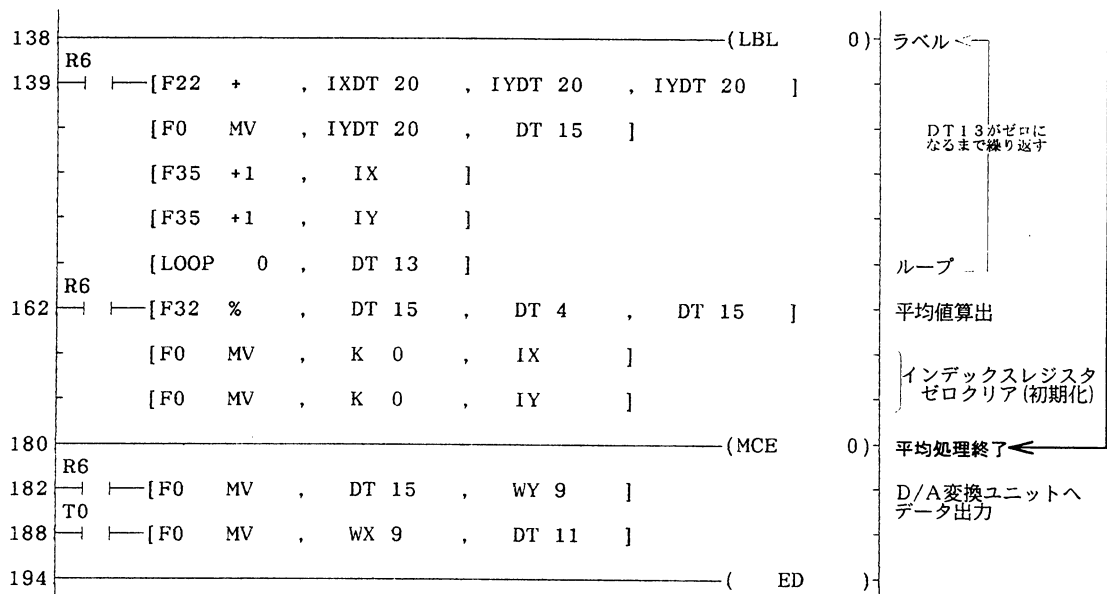 138 (LBL 0) ラベル
R6
139 [F22 + , IXDT 20 , IYDT 20 , IYDT 20 ]
[F0 MV , IYDT 20 , DT 15 ]
DT13がゼロに
なるまで繰り返す
[F35 +1 , IX ]
[F35 +1 , IY ]
[LOOP 0 , DT 13 ] ループ
R6
162 [F32 % , DT 15 , DT 4 , DT 15 ] 平均値算出
[F0 MV , K 0 , IX ]
インデックスレジスタ
ゼロクリア(初期化)
[F0 MV , K 0 , IY ]
180 (MCE 0) 平均処理終了
R6
182 [F0 MV , DT 15 , WY 9 ] D/A変換ユニットへ
データ出力
T0
188 [F0 MV , WX 9 , DT 11 ]
194 ( ED )